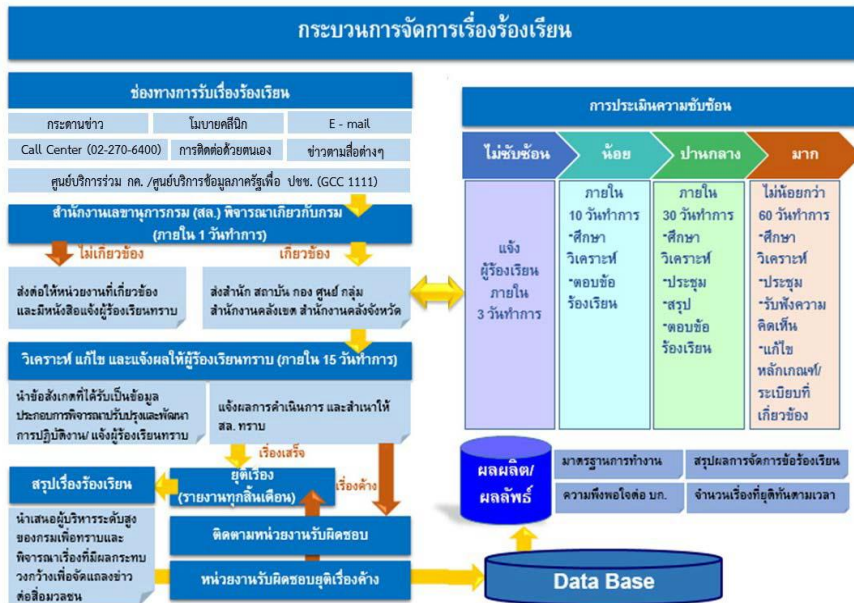 กระบวนการจัดการเรื่องร้องเรียน
ช่องทางการรับเรื่องร้องเรียน
กระดานข่าว
โมบายคลีนิก
E - mail
Call Center (02-270-6400)
การติดต่อด้วยตนเอง
ข่าวตามสื่อต่างๆ
ศูนย์บริการร่วม กค. /ศูนย์บริการข้อมูลภาครัฐเพื่อ ปชช. (GCC 1111)
สำนักงานเลขานุการกรม (สล.) พิจารณาเกี่ยวกับกรม
(ภายใน 1 วันทำการ)
ไม่เกี่ยวข้อง
เกี่ยวข้อง
ส่งต่อให้หน่วยงานที่เกี่ยวข้อง
และมีหนังสือแจ้งผู้ร้องเรียนทราบ
ส่งสำนัก สถาบัน กอง ศูนย์ กลุ่ม
สำนักงานคลังเขต สำนักงานคลังจังหวัด
วิเคราะห์ แก้ไข และแจ้งผลให้ผู้ร้องเรียนทราบ (ภายใน 15 วันทำการ)
นำข้อสังเกตที่ได้รับเป็นข้อมูล
ประกอบการพิจารณาปรับปรุงและพัฒนา
การปฏิบัติงาน/ แจ้งผู้ร้องเรียนทราบ
แจ้งผลการดำเนินการ และสำเนาให้
สล. ทราบ
เรื่องเสร็จ
เรื่องค้าง
สรุปเรื่องร้องเรียน
ยุติเรื่อง
(รายงานทุกสิ้นเดือน)
นำเสนอผู้บริหารระดับสูง
ของกรมเพื่อทราบและ
พิจารณาเรื่องที่มีผลกระทบ
วงกว้างเพื่อจัดแถลงข่าว
ต่อสื่อมวลชน
ติดตามหน่วยงานรับผิดชอบ
หน่วยงานรับผิดชอบยุติเรื่องค้าง
การประเมินความซับซ้อน
ไม่ซับซ้อน
น้อย
ปานกลาง
มาก
แจ้ง
ผู้ร้องเรียน
ภายใน
3 วันทำการ
ภายใน
10 วันทำการ
-ศึกษา
วิเคราะห์
-ตอบข้อ
ร้องเรียน
ภายใน
30 วันทำการ
-ศึกษา
วิเคราะห์
-ประชุม
-สรุป
-ตอบข้อ
ร้องเรียน
ไม่น้อยกว่า
60 วันทำการ
-ศึกษา
วิเคราะห์
-ประชุม
-รับฟังความ
คิดเห็น
-แก้ไข
หลักเกณฑ์/
ระเบียบที่
เกี่ยวข้อง
ผลผลิต/
ผลลัพธ์
มาตรฐานการทำงาน
สรุปผลการจัดการข้อร้องเรียน
ความพึงพอใจต่อ บก.
จำนวนเรื่องที่ยุติทันตามเวลา
Data Base